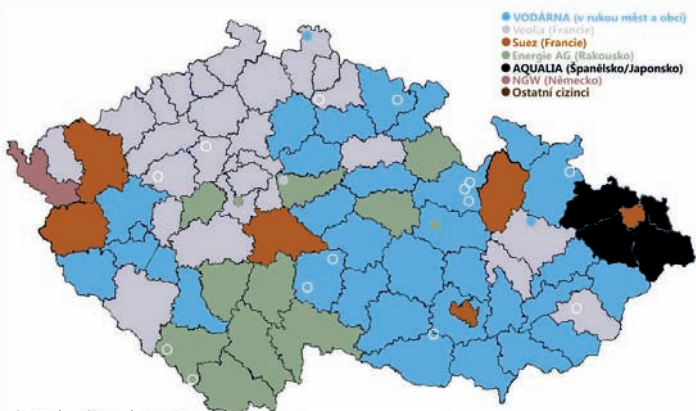 VODÁRNA (v rukou měst a obcí)
Veolia (Francie)
Suez (Francie)
Energie AG (Rakousko)
AQUALIA (Španělsko/Japonsko)
NGW (Německo)
Ostatní cizinci